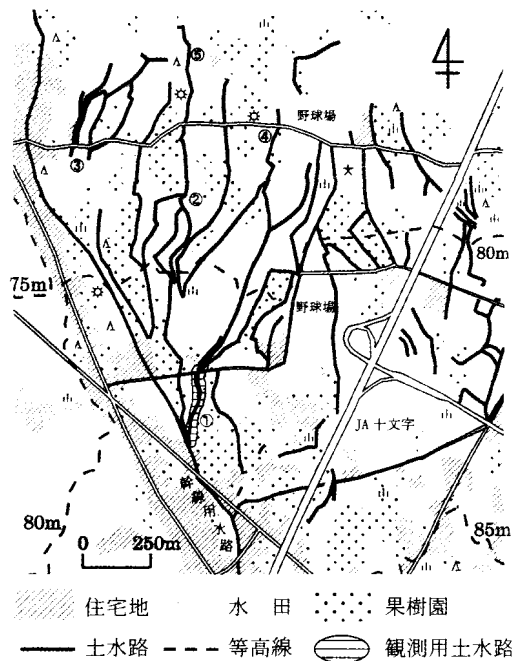 ⑤
野球場
④
③
②
80m
75m
野球場
①
JA十文字
幹線用水路
80m
0 250m
85m
住宅地 水田 果樹園
土水路 等高線 観測用土水路